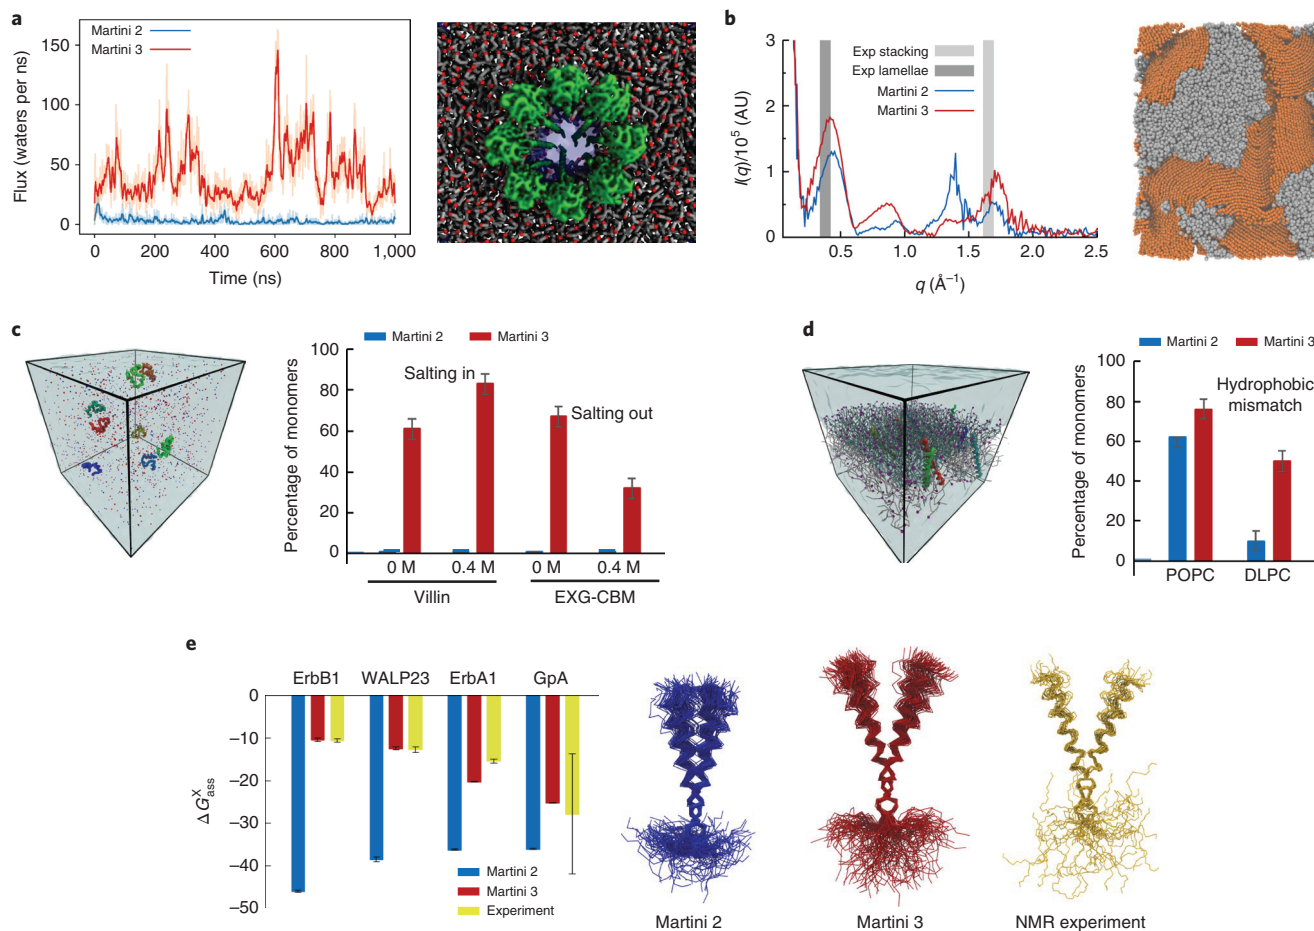 a
Martini 2
Martini 3
150
100
50
0
Flux (waters per ns)
0 200 400 600 800 1,000
Time (ns)
b
3
2
1
0
I(q)/10⁵ (AU)
Exp stacking
Exp lamellae
Martini 2
Martini 3
0.5 1.0 1.5 2.0 2.5
q (Å⁻¹)
c
Martini 2 Martini 3
100
80
60
40
20
0
Percentage of monomers
Salting in
Salting out
0 M 0.4 M 0 M 0.4 M
Villin EXG-CBM
d
Martini 2 Martini 3
100
80
60
40
20
0
Percentage of monomers
Hydrophobic
mismatch
POPC DLPC
e
ErbB1 WALP23 ErbA1 GpA
0
–10
–20
–30
–40
–50
ΔG^X_ass
Martini 2
Martini 3
Experiment
Martini 2 Martini 3 NMR experiment